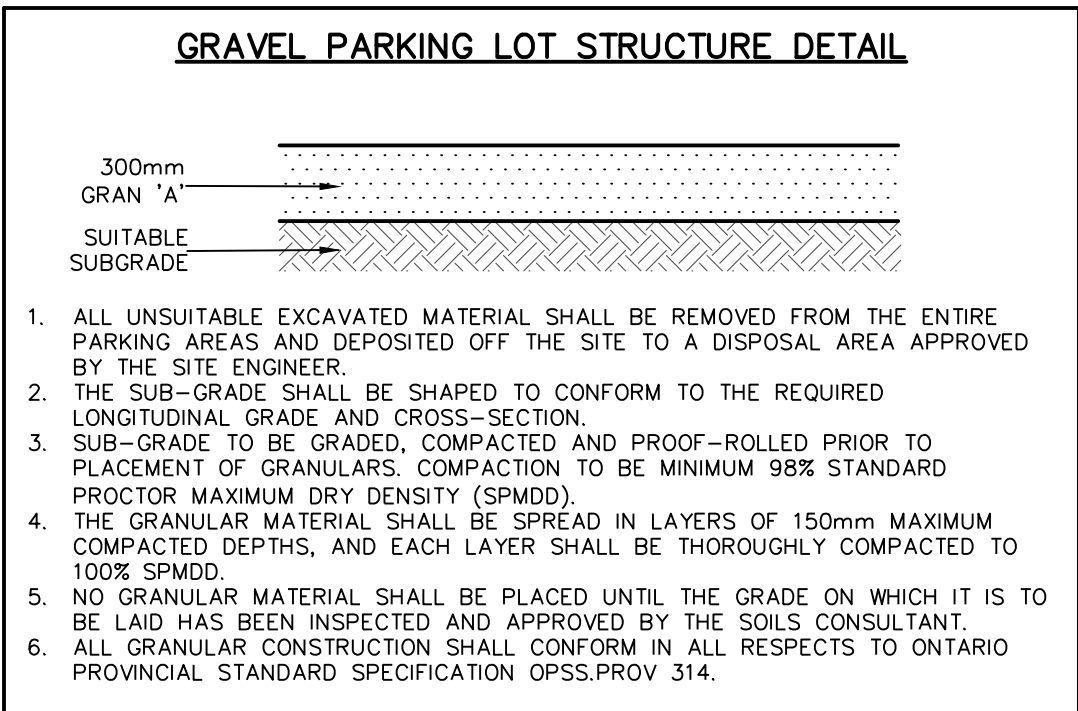 GRAVEL PARKING LOT STRUCTURE DETAIL
300mm
GRAN 'A'
SUITABLE
SUBGRADE
1. ALL UNSUITABLE EXCAVATED MATERIAL SHALL BE REMOVED FROM THE ENTIRE
PARKING AREAS AND DEPOSITED OFF THE SITE TO A DISPOSAL AREA APPROVED
BY THE SITE ENGINEER.
2. THE SUB-GRADE SHALL BE SHAPED TO CONFORM TO THE REQUIRED
LONGITUDINAL GRADE AND CROSS-SECTION.
3. SUB-GRADE TO BE GRADED, COMPACTED AND PROOF-ROLLED PRIOR TO
PLACEMENT OF GRANULARS. COMPACTION TO BE MINIMUM 98% STANDARD
PROCTOR MAXIMUM DRY DENSITY (SPMDD).
4. THE GRANULAR MATERIAL SHALL BE SPREAD IN LAYERS OF 150mm MAXIMUM
COMPACTED DEPTHS, AND EACH LAYER SHALL BE THOROUGHLY COMPACTED TO
100% SPMDD.
5. NO GRANULAR MATERIAL SHALL BE PLACED UNTIL THE GRADE ON WHICH IT IS TO
BE LAID HAS BEEN INSPECTED AND APPROVED BY THE SOILS CONSULTANT.
6. ALL GRANULAR CONSTRUCTION SHALL CONFORM IN ALL RESPECTS TO ONTARIO
PROVINCIAL STANDARD SPECIFICATION OPSS.PROV 314.